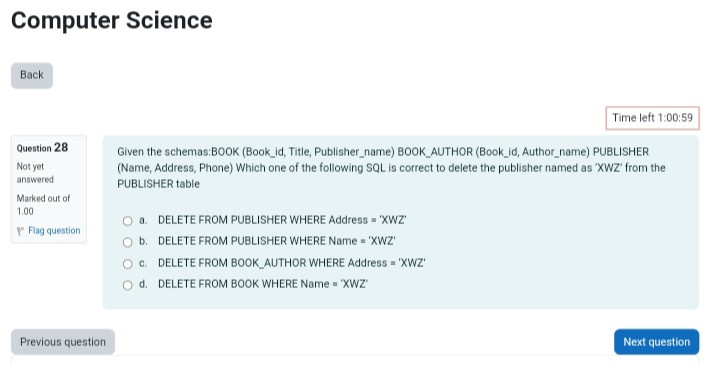 Computer Science
Back
Time left 1:00:59
Question 28
Not yet
answered
Marked out of
1.00
Flag question
Given the schemas:BOOK (Book_id, Title, Publisher_name) BOOK_AUTHOR (Book_id, Author_name) PUBLISHER
(Name, Address, Phone) Which one of the following SQL is correct to delete the publisher named as 'XWZ' from the
PUBLISHER table
a. DELETE FROM PUBLISHER WHERE Address = 'XWZ'
b. DELETE FROM PUBLISHER WHERE Name = 'XWZ'
c. DELETE FROM BOOK_AUTHOR WHERE Address = 'XWZ'
d. DELETE FROM BOOK WHERE Name = 'XWZ'
Previous question
Next question